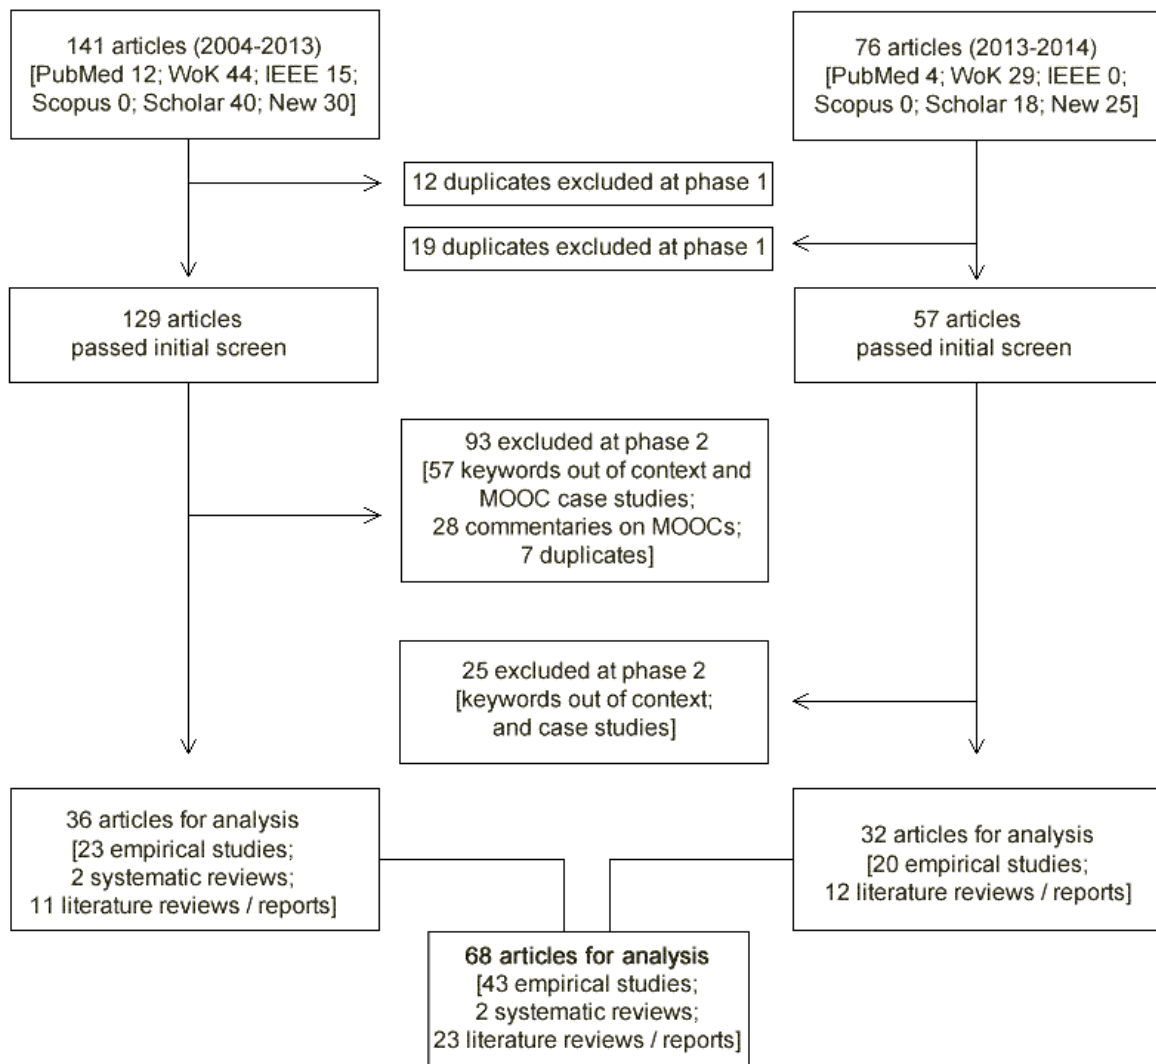 141 articles (2004-2013)
[PubMed 12; WoK 44; IEEE 15;
Scopus 0; Scholar 40; New 30]
76 articles (2013-2014)
[PubMed 4; WoK 29; IEEE 0;
Scopus 0; Scholar 18; New 25]
12 duplicates excluded at phase 1
19 duplicates excluded at phase 1
129 articles
passed initial screen
57 articles
passed initial screen
93 excluded at phase 2
[57 keywords out of context and
MOOC case studies;
28 commentaries on MOOCs;
7 duplicates]
25 excluded at phase 2
[keywords out of context;
and case studies]
36 articles for analysis
[23 empirical studies;
2 systematic reviews;
11 literature reviews / reports]
32 articles for analysis
[20 empirical studies;
12 literature reviews / reports]
68 articles for analysis
[43 empirical studies;
2 systematic reviews;
23 literature reviews / reports]